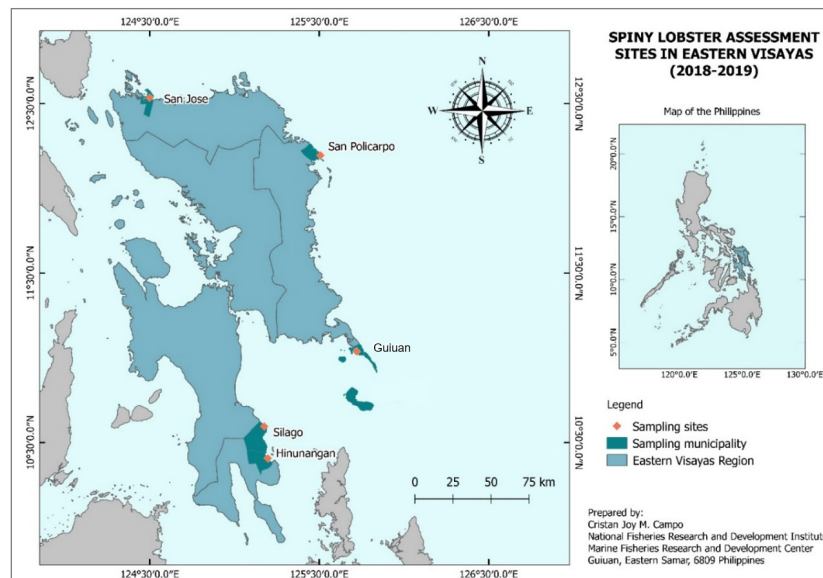 124°30'0.0"E 125°30'0.0"E 126°30'0.0"E
SPINY LOBSTER ASSESSMENT
SITES IN EASTERN VISAYAS
(2018-2019)
Map of the Philippines
N
W E
S
12°30'0.0"N
12°30'0.0"N
San Jose
San Policarpo
11°30'0.0"N
11°30'0.0"N
Guiuan
10°30'0.0"N
10°30'0.0"N
Silago
Hinunangan
0 25 50 75 km
124°30'0.0"E 125°30'0.0"E 126°30'0.0"E
20°0'0"N
15°0'0"N
10°0'0"N
5°0'0"N
120°0'0"E 125°0'0"E 130°0'0"E
Legend
Sampling sites
Sampling municipality
Eastern Visayas Region
Prepared by:
Cristan Joy M. Campo
National Fisheries Research and Development Institute
Marine Fisheries Research and Development Center
Guiuan, Eastern Samar, 6809 Philippines